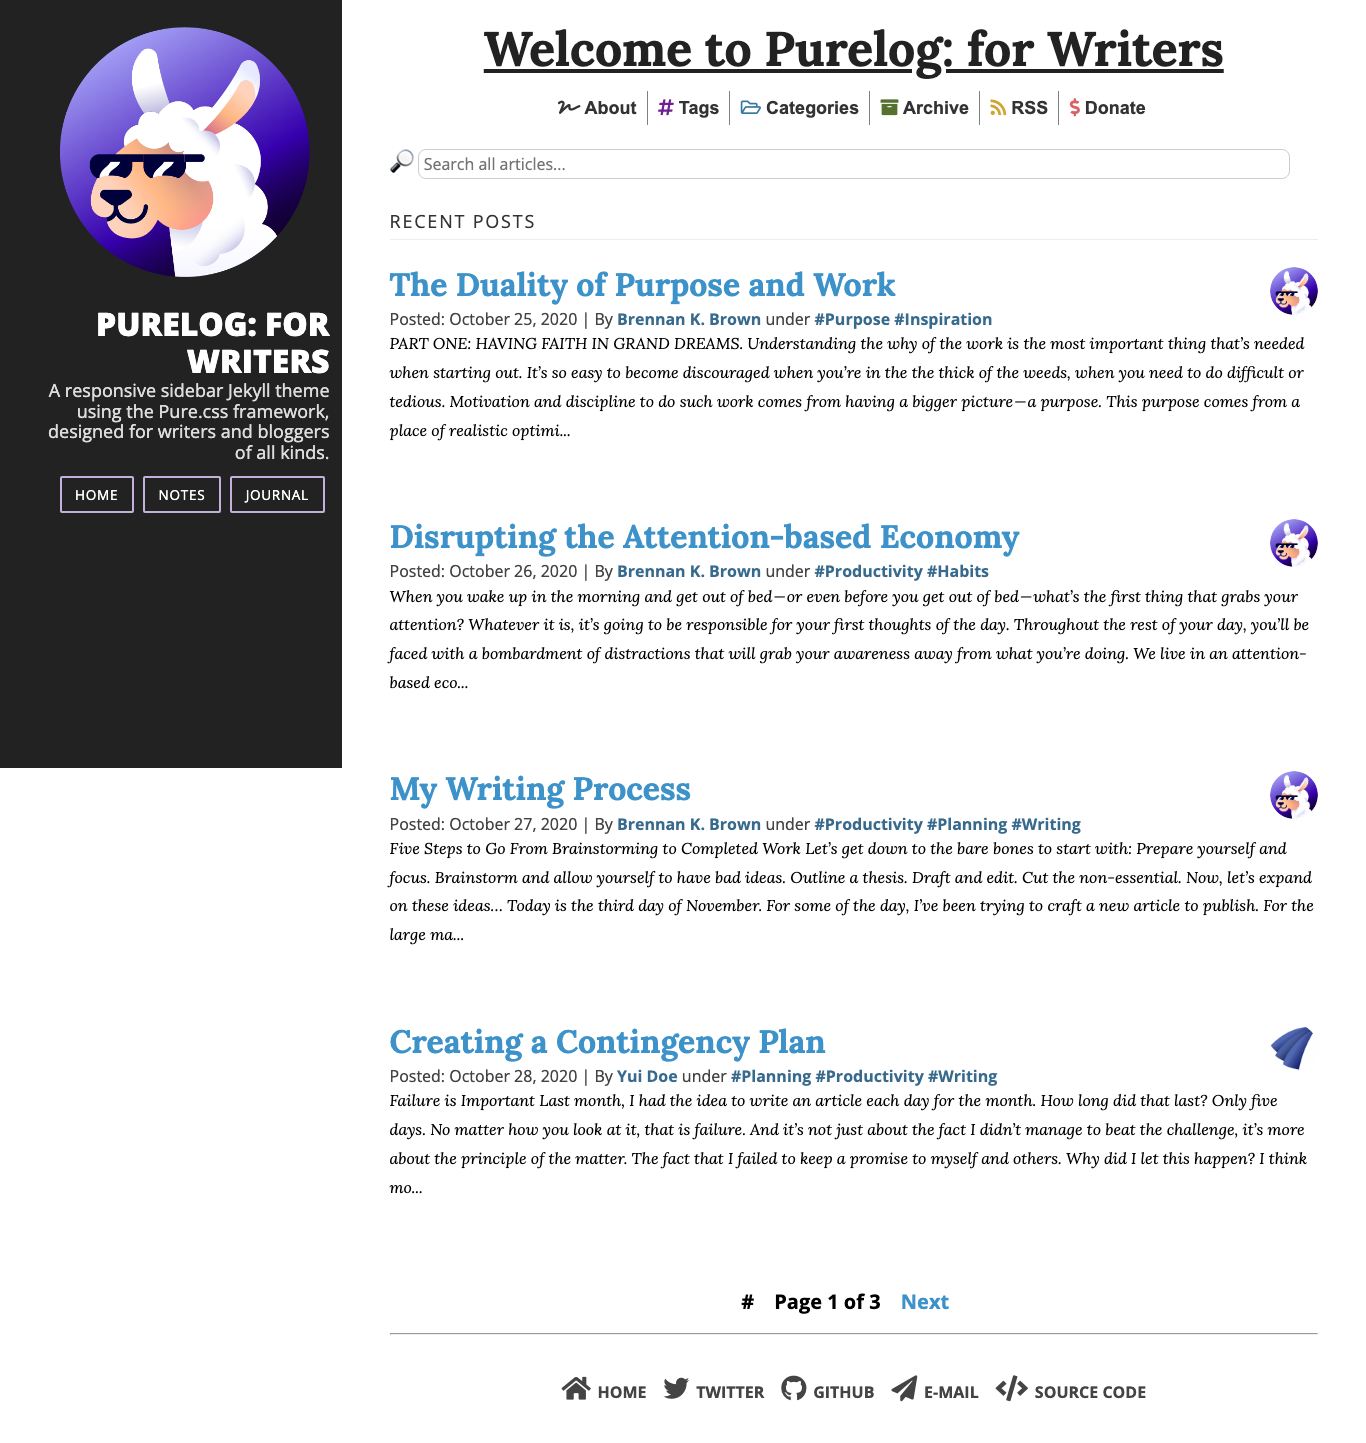 PURELOG: FOR
WRITERS
A responsive sidebar Jekyll theme
using the Pure.css framework,
designed for writers and bloggers
of all kinds.
HOME NOTES JOURNAL
Welcome to Purelog: for Writers
About Tags Categories Archive RSS Donate
Search all articles...
RECENT POSTS
The Duality of Purpose and Work
Posted: October 25, 2020 | By Brennan K. Brown under #Purpose #Inspiration
PART ONE: HAVING FAITH IN GRAND DREAMS. Understanding the why of the work is the most important thing that’s needed
when starting out. It’s so easy to become discouraged when you’re in the the thick of the weeds, when you need to do difficult or
tedious. Motivation and discipline to do such work comes from having a bigger picture—a purpose. This purpose comes from a
place of realistic optimi...
Disrupting the Attention-based Economy
Posted: October 26, 2020 | By Brennan K. Brown under #Productivity #Habits
When you wake up in the morning and get out of bed—or even before you get out of bed—what’s the first thing that grabs your
attention? Whatever it is, it’s going to be responsible for your first thoughts of the day. Throughout the rest of your day, you’ll be
faced with a bombardment of distractions that will grab your awareness away from what you’re doing. We live in an attention-
based eco...
My Writing Process
Posted: October 27, 2020 | By Brennan K. Brown under #Productivity #Planning #Writing
Five Steps to Go From Brainstorming to Completed Work Let’s get down to the bare bones to start with: Prepare yourself and
focus. Brainstorm and allow yourself to have bad ideas. Outline a thesis. Draft and edit. Cut the non-essential. Now, let’s expand
on these ideas… Today is the third day of November. For some of the day, I’ve been trying to craft a new article to publish. For the
large ma...
Creating a Contingency Plan
Posted: October 28, 2020 | By Yui Doe under #Planning #Productivity #Writing
Failure is Important Last month, I had the idea to write an article each day for the month. How long did that last? Only five
days. No matter how you look at it, that is failure. And it’s not just about the fact I didn’t manage to beat the challenge, it’s more
about the principle of the matter. The fact that I failed to keep a promise to myself and others. Why did I let this happen? I think
mo...
# Page 1 of 3 Next
HOME TWITTER GITHUB E-MAIL SOURCE CODE